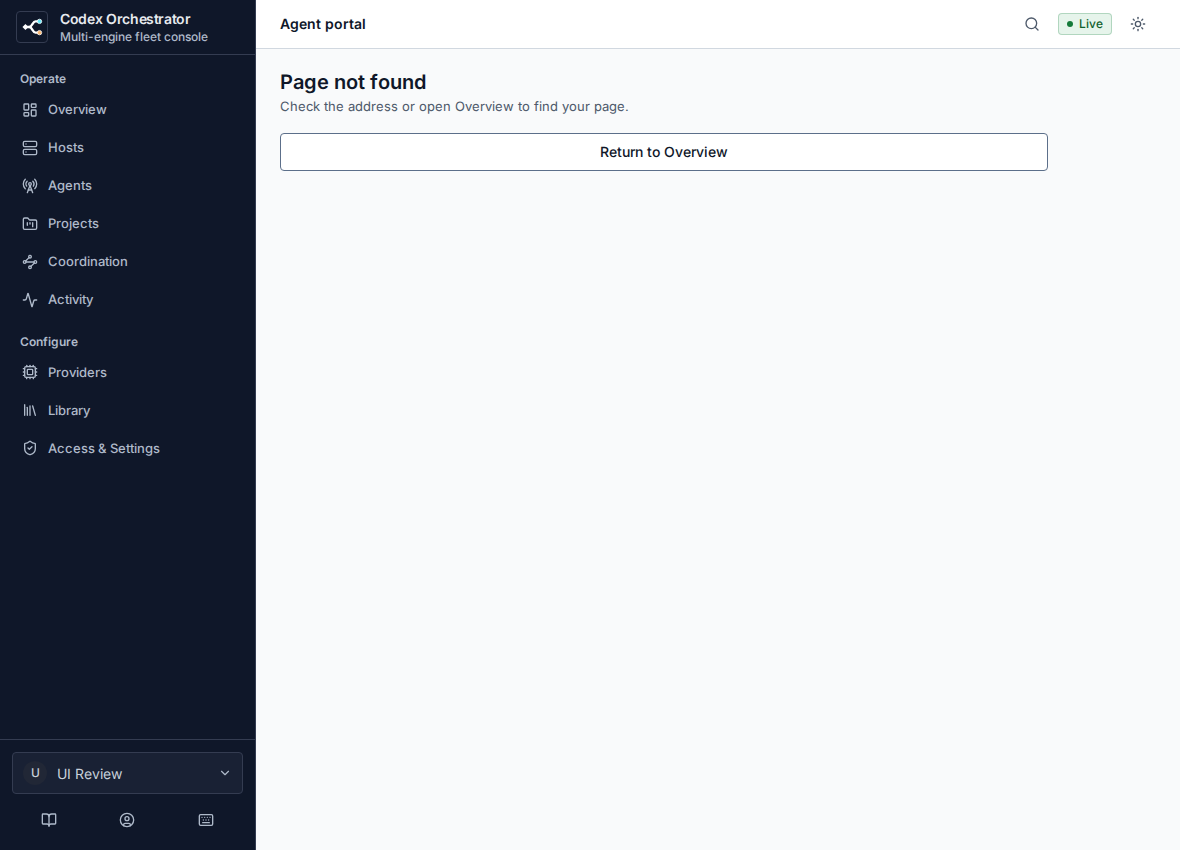 Codex Orchestrator
Multi-engine fleet console
Operate
Overview
Hosts
Agents
Projects
Coordination
Activity
Configure
Providers
Library
Access & Settings
U UI Review
Agent portal
Live
Page not found
Check the address or open Overview to find your page.
Return to Overview